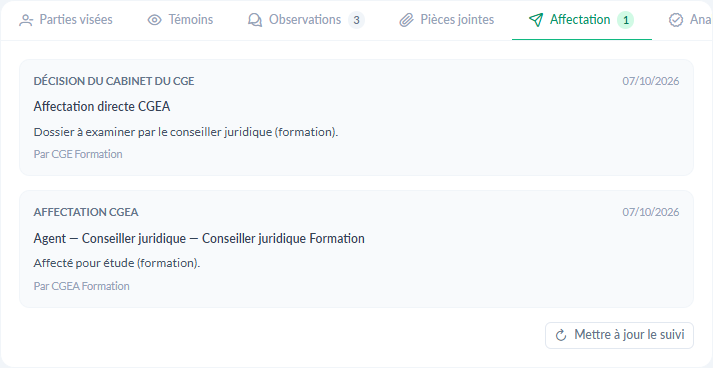 Parties visées
Témoins
Observations 3
Pièces jointes
Affectation 1
Ana
DÉCISION DU CABINET DU CGE 07/10/2026
Affectation directe CGEA
Dossier à examiner par le conseiller juridique (formation).
Par CGE Formation
AFFECTATION CGEA 07/10/2026
Agent — Conseiller juridique — Conseiller juridique Formation
Affecté pour étude (formation).
Par CGEA Formation
Mettre à jour le suivi